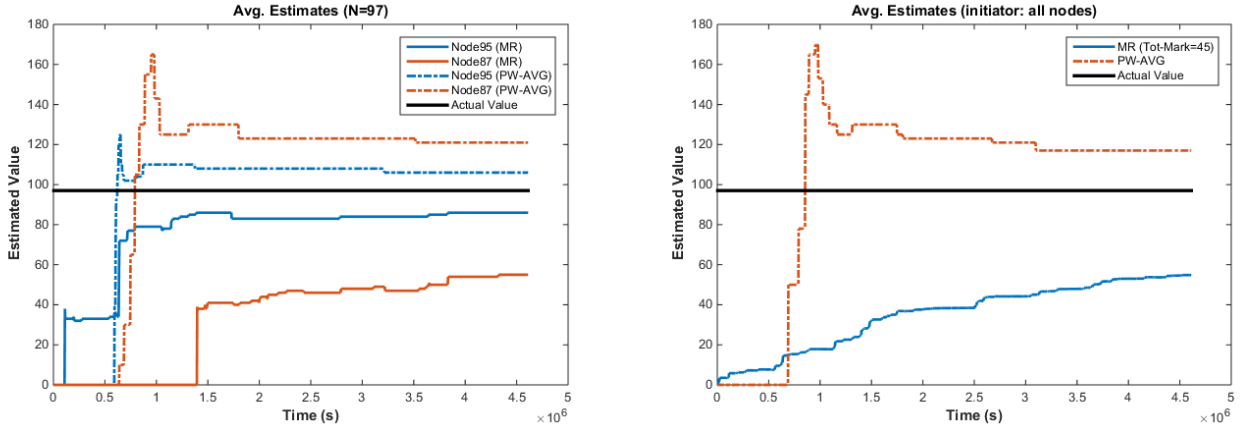 Avg. Estimates (N=97)
180
160
140
120
100
80
60
40
20
0
Estimated Value
Node95 (MR)
Node87 (MR)
Node95 (PW-AVG)
Node87 (PW-AVG)
Actual Value
0 0.5 1 1.5 2 2.5 3 3.5 4 4.5 5
×10^6
Time (s)
Avg. Estimates (initiator: all nodes)
180
160
140
120
100
80
60
40
20
0
Estimated Value
MR (Tot-Mark=45)
PW-AVG
Actual Value
0 0.5 1 1.5 2 2.5 3 3.5 4 4.5 5
×10^6
Time (s)